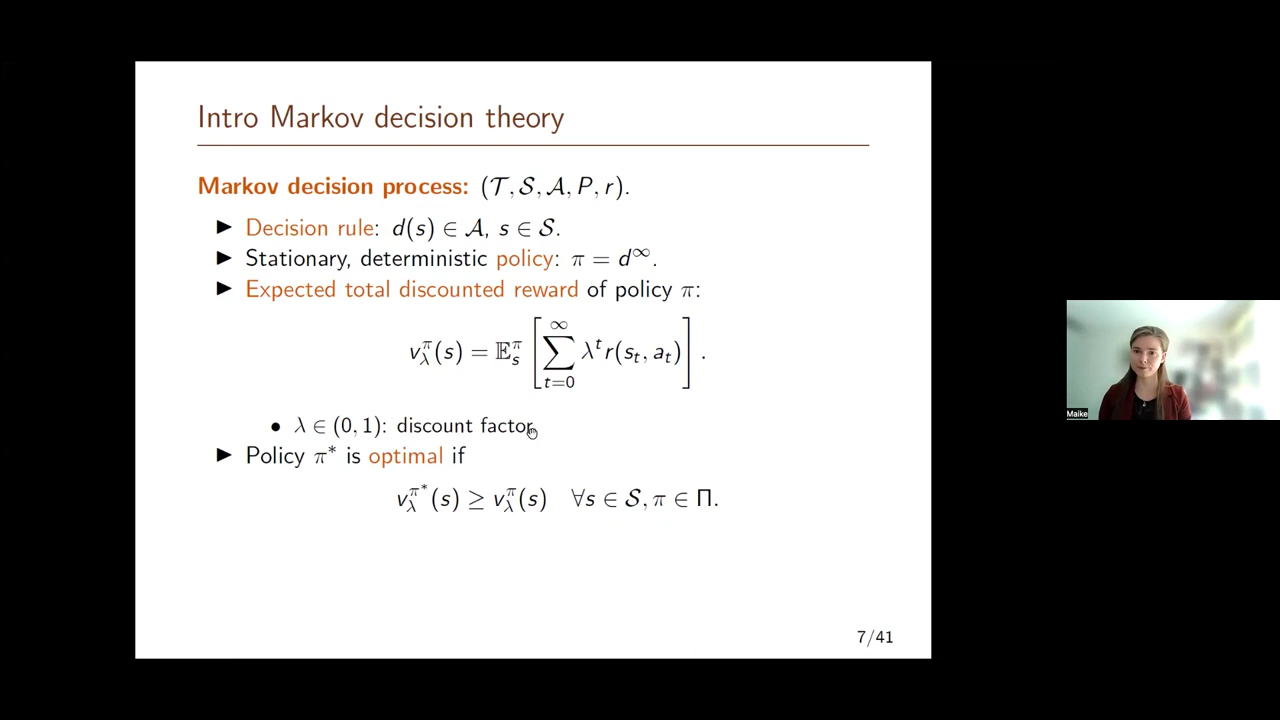 Intro Markov decision theory
Markov decision process: (𝒯, 𝒮, 𝒜, P, r).
▶ Decision rule: d(s) ∈ 𝒜, s ∈ 𝒮.
▶ Stationary, deterministic policy: π = d^∞.
▶ Expected total discounted reward of policy π:
v_λ^π(s) = 𝔼_s^π [∑_{t=0}^∞ λ^t r(s_t, a_t)].
• λ ∈ (0, 1): discount factor.
▶ Policy π* is optimal if
v_λ^{π*}(s) ≥ v_λ^π(s) ∀s ∈ 𝒮, π ∈ Π.
7/41
Maike